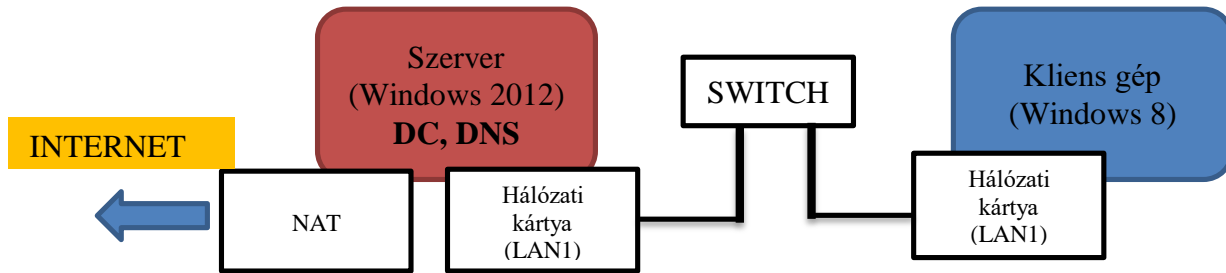 Szerver
(Windows 2012)
DC, DNS
INTERNET
NAT
Hálózati
kártya
(LAN1)
SWITCH
Kliens gép
(Windows 8)
Hálózati
kártya
(LAN1)